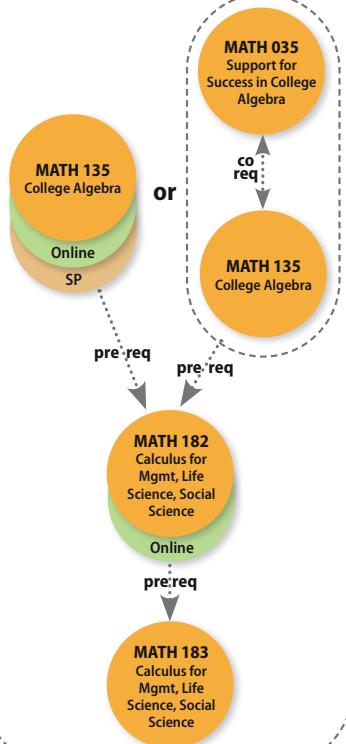 MATH 035
Support for
Success in College
Algebra
co
req
MATH 135
College Algebra
Online
SP
or
MATH 135
College Algebra
pre req
pre req
MATH 182
Calculus for
Mgmt, Life
Science, Social
Science
Online
pre req
MATH 183
Calculus for
Mgmt, Life
Science, Social
Science